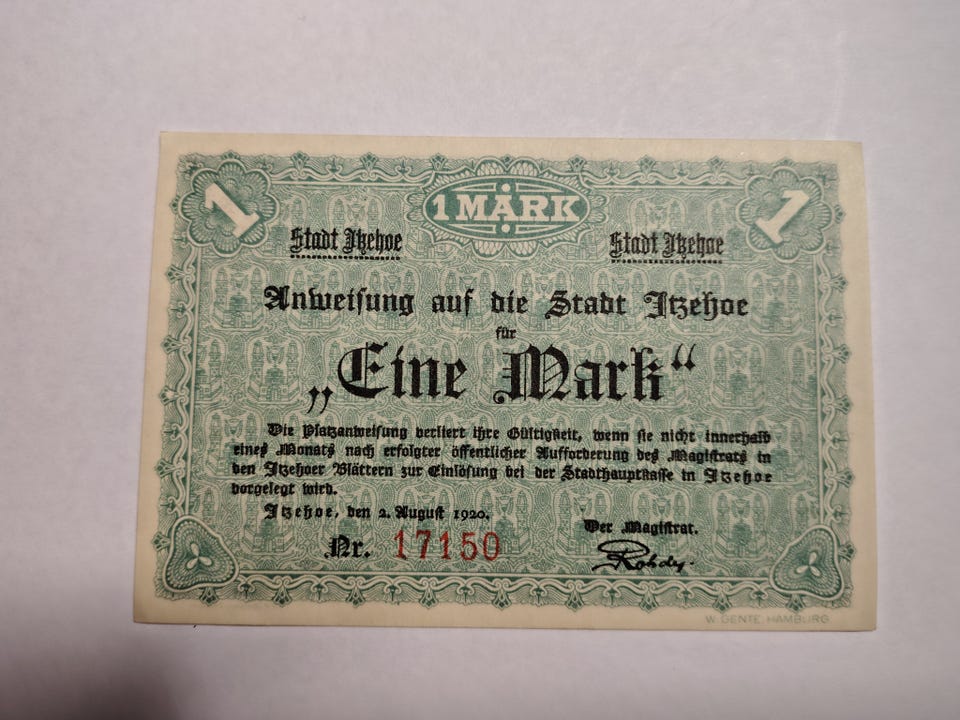 1
1 MARK
1
Stadt Itzehoe
Stadt Itzehoe
Anweisung auf die Stadt Itzehoe
für
„Eine Mark“
Die Platzanweisung verliert ihre Gültigkeit, wenn sie nicht innerhalb
eines Monats nach erfolgter öffentlicher Aufforderung des Magistrats in
den Itzehoer Blättern zur Einlösung bei der Stadthauptkasse in Itzehoe
vorgelegt wird.
Itzehoe, den 2. August 1920.
Der Magistrat.
Nr. 17150
W. GENTE, HAMBURG